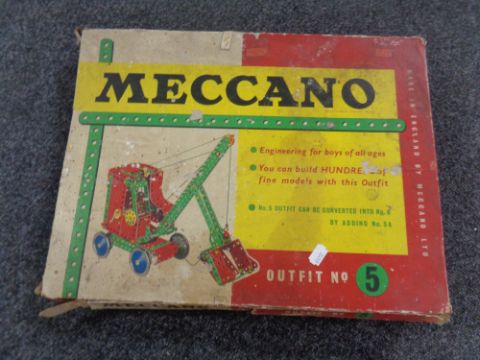 MECCANO
Engineering for boys of all ages
You can build HUNDREDS of
fine models with this Outfit
No. 5 OUTFIT CAN BE CONVERTED INTO No. 6
BY ADDING No. 5A
OUTFIT No 5
MADE IN ENGLAND BY MECCANO LTD